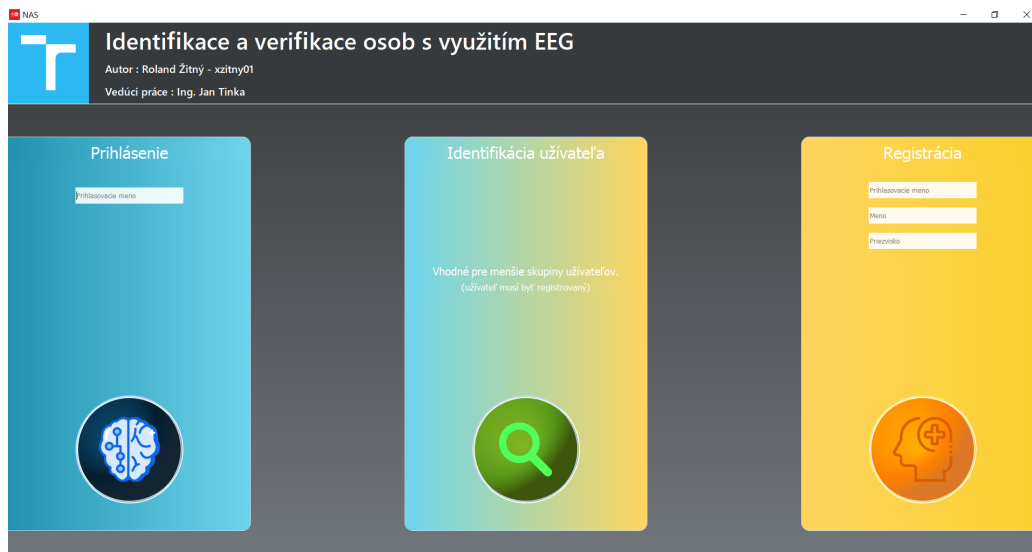 NAS
Identifikace a verifikace osob s využitím EEG
Autor : Roland Žitný - xzitny01
Vedúci práce : Ing. Jan Tinka
Prihlásenie
Prihlasovacie meno
Identifikácia užívateľa
Vhodné pre menšie skupiny užívateľov.
(užívateľ musí byť registrovaný)
Registrácia
Prihlasovacie meno
Meno
Priezvisko